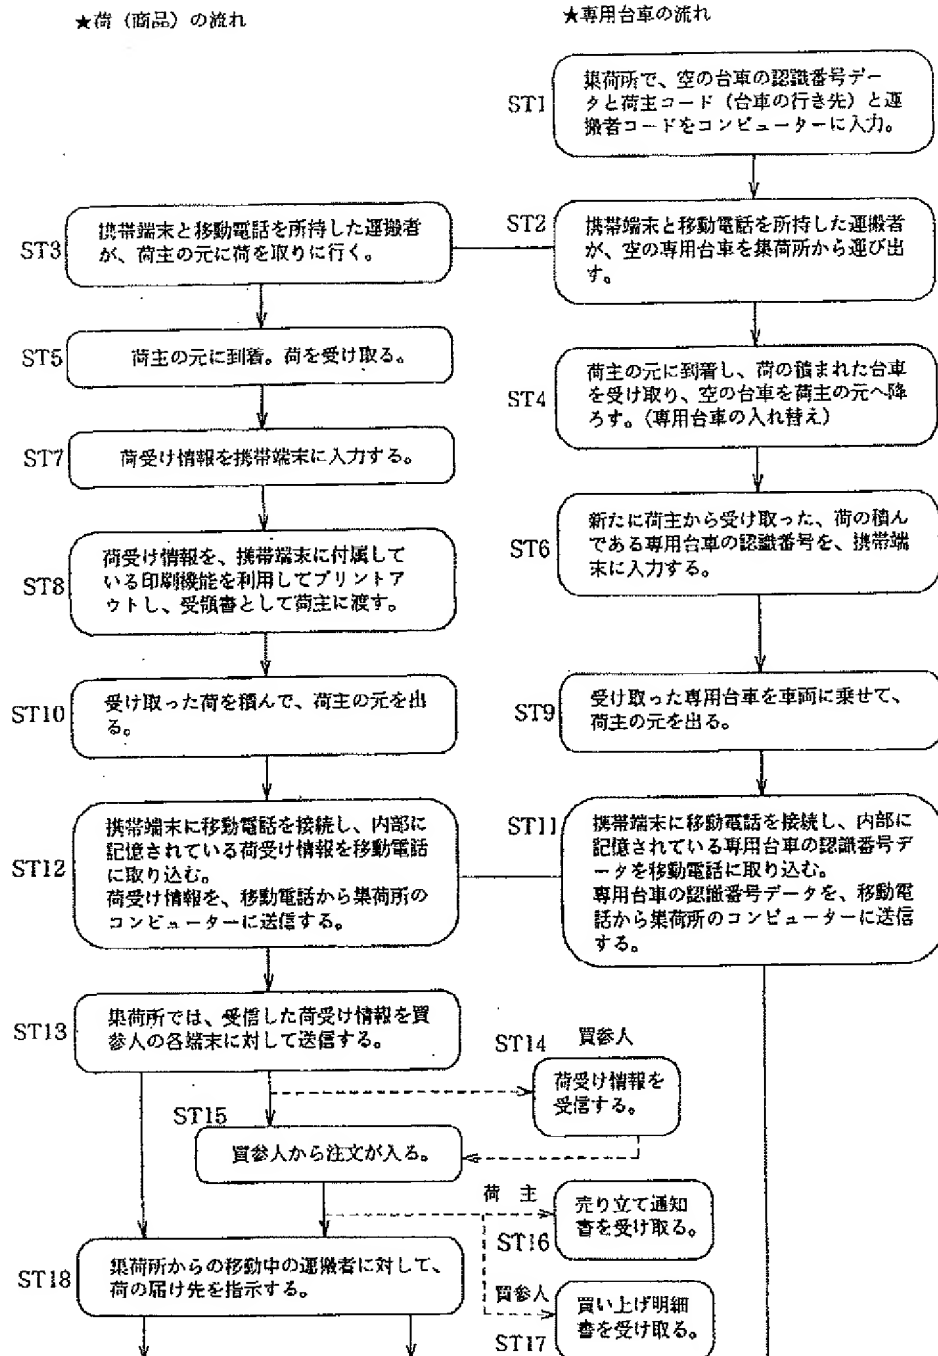 ★荷（商品）の流れ
★専用台車の流れ
ST1
集荷所で、空の台車の認識番号デー
タと荷主コード（台車の行き先）と運
搬者コードをコンピューターに入力。
ST3
携帯端末と移動電話を所持した運搬者
が、荷主の元に荷を取りに行く。
ST2
携帯端末と移動電話を所持した運搬者
が、空の専用台車を集荷所から運び出
す。
ST5
荷主の元に到着。荷を受け取る。
ST4
荷主の元に到着し、荷の積まれた台車
を受け取り、空の台車を荷主の元へ降
ろす。（専用台車の入れ替え）
ST7
荷受け情報を携帯端末に入力する。
ST6
新たに荷主から受け取った、荷の積ん
である専用台車の認識番号を、携帯端
末に入力する。
ST8
荷受け情報を、携帯端末に付属して
いる印刷機能を利用してプリントア
ウトし、受領書として荷主に渡す。
ST10
受け取った荷を積んで、荷主の元を出
る。
ST9
受け取った専用台車を車両に乗せて、
荷主の元を出る。
ST12
携帯端末に移動電話を接続し、内部に
記憶されている荷受け情報を移動電話
に取り込む。
荷受け情報を、移動電話から集荷所の
コンピューターに送信する。
ST11
携帯端末に移動電話を接続し、内部に
記憶されている専用台車の認識番号デ
ータを移動電話に取り込む。
専用台車の認識番号データを、移動電
話から集荷所のコンピューターに送信
する。
ST13
集荷所では、受信した荷受け情報を買
参人の各端末に対して送信する。
ST14
買参人
荷受け情報を
受信する。
ST15
買参人から注文が入る。
荷 主
ST16
売り立て通知
書を受け取る。
ST18
集荷所からの移動中の運搬者に対して、
荷の届け先を指示する。
買参人
ST17
買い上げ明細
書を受け取る。